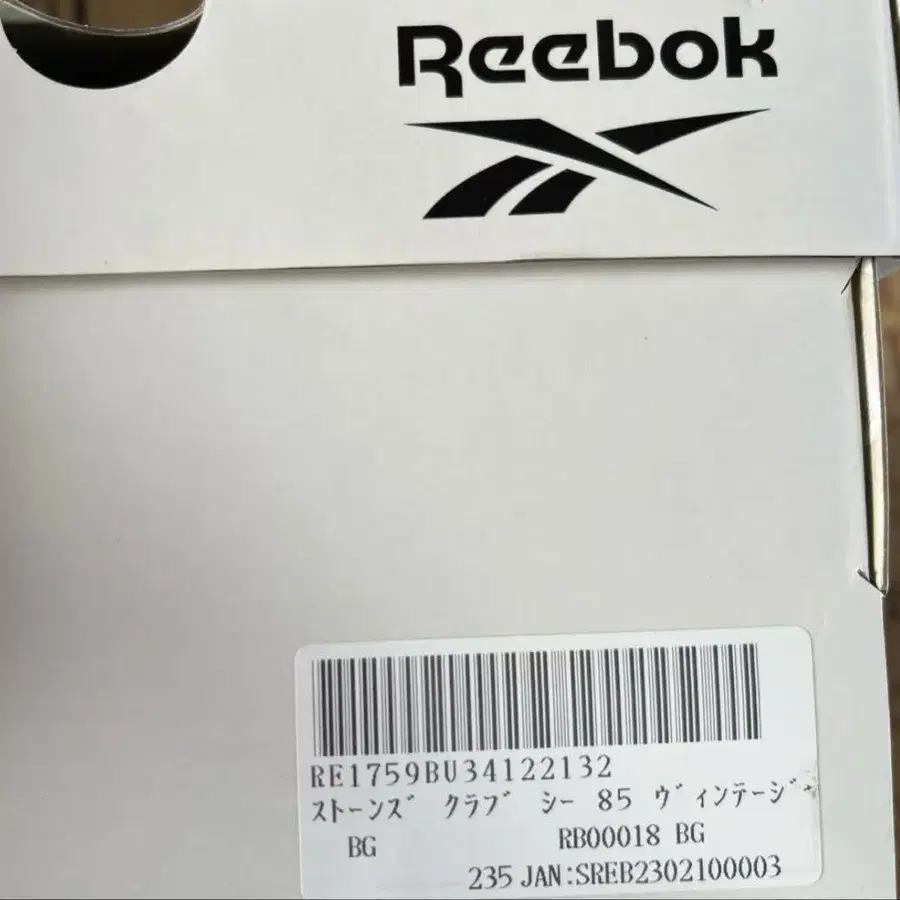 Reebok
RE1759BU34122132
ストーンズ クラブ シー 85 ヴィンテージ
BG RB00018 BG
235 JAN:SREB2302100003